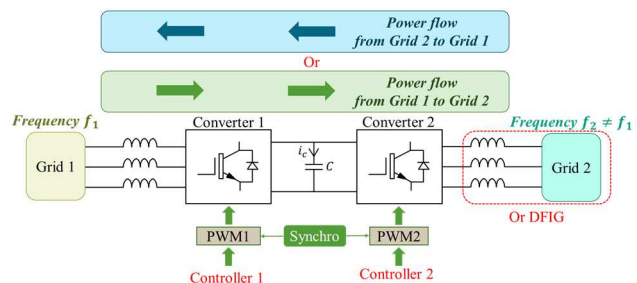 Power flow
from Grid 2 to Grid 1
Or
Power flow
from Grid 1 to Grid 2
Frequency f₁
Converter 1
Converter 2
Frequency f₂ ≠ f₁
Grid 1
i_c
C
Grid 2
Or DFIG
PWM1
Synchro
PWM2
Controller 1
Controller 2